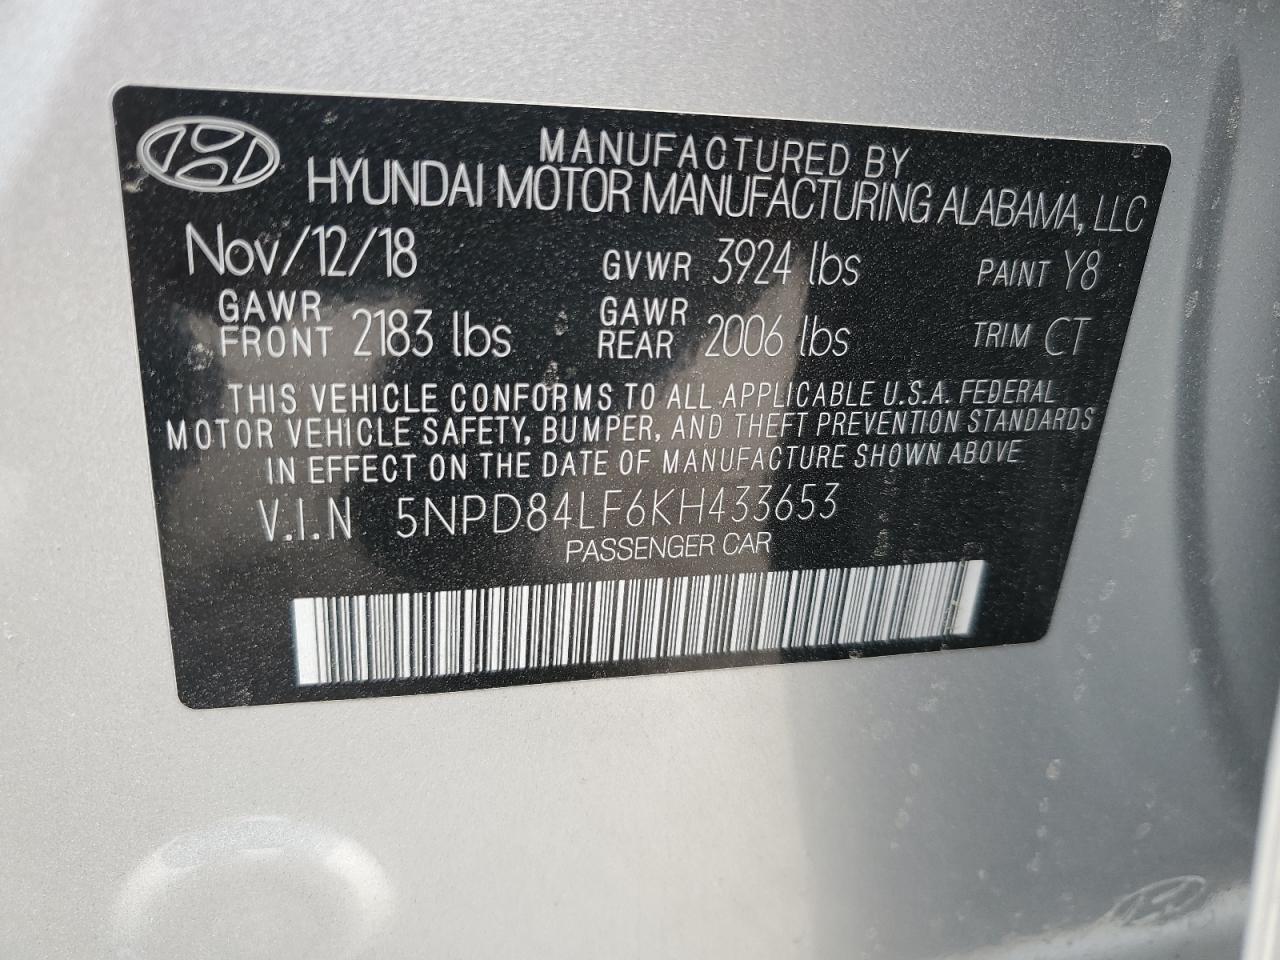 MANUFACTURED BY
HYUNDAI MOTOR MANUFACTURING ALABAMA, LLC
Nov/12/18 GVWR 3924 lbs PAINT Y8
GAWR FRONT 2183 lbs GAWR REAR 2006 lbs TRIM CT
THIS VEHICLE CONFORMS TO ALL APPLICABLE U.S.A. FEDERAL
MOTOR VEHICLE SAFETY, BUMPER, AND THEFT PREVENTION STANDARDS
IN EFFECT ON THE DATE OF MANUFACTURE SHOWN ABOVE
V.I.N 5NPD84LF6KH433653
PASSENGER CAR